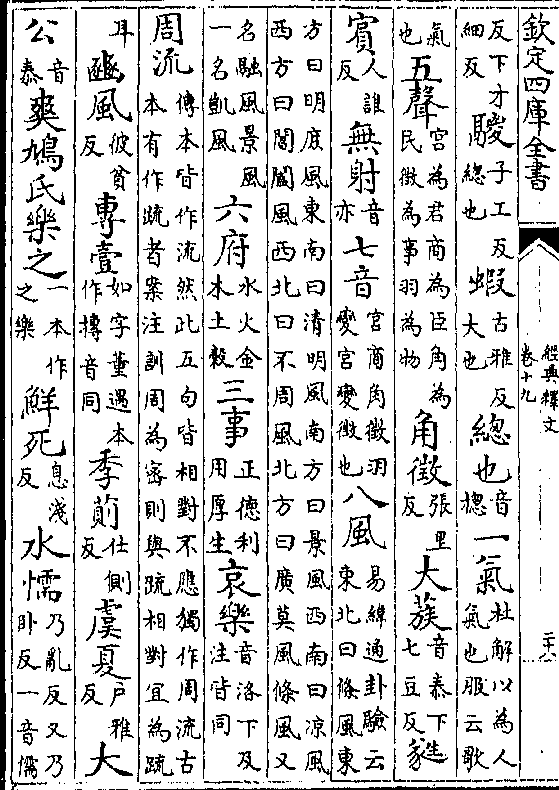 欽定四庫全書
經典釋文
卷十九
二十八
反下才細反騣子工反總也蝦古雅反大也總也音摠一氣杜解以為人氣也服云歌
氣也五聲宮為君商為臣角為民徵為事羽為物角徵張里反大蔟音泰下七豆反蕤
賓人誰反無射音亦七音宮商角徵羽變宮變徵也八風易緯通卦驗云東北曰條風東
方曰明庶風東南曰清明風南方曰景風西南曰凉風西方曰閶闔風西北曰不周風北方曰廣莫風條風又
名融風景風一名凱風六府水火金木土穀三事正德利用厚生哀樂音洛下及注皆同
周流傳本皆作流然此五句皆相對不應獨作周流古本有作疏者案注訓周為密則與疏相對宜為疏
耳豳風彼貧反專壹如字董遇本作摶音同季萴仕側反虞夏戶雅反大
公音泰爽鳩氏樂之一本作之樂鮮死息淺反水懦乃亂反又乃卧反一音儒